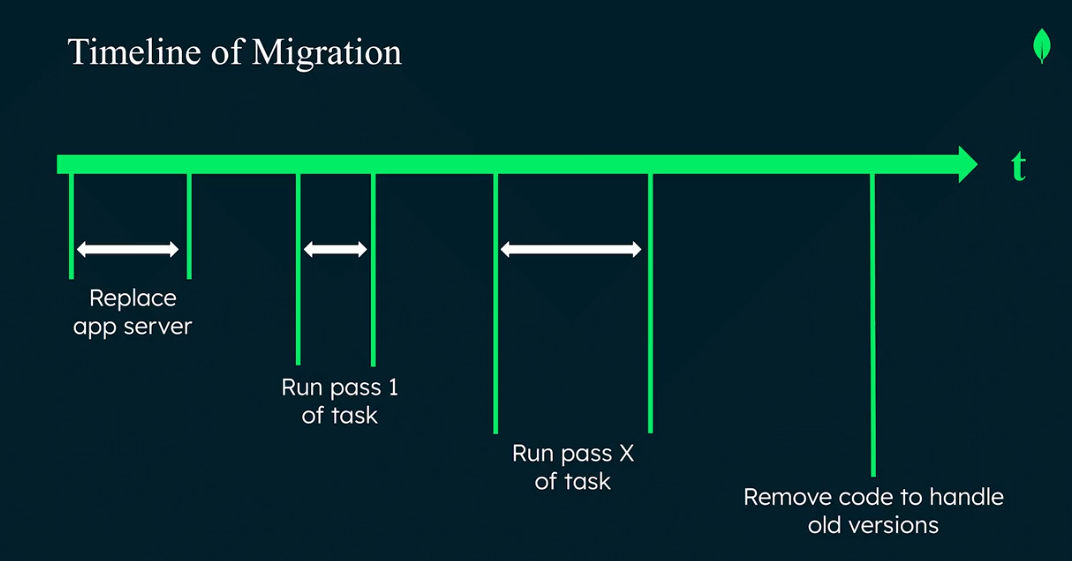 Timeline of Migration
t
Replace
app server
Run pass 1
of task
Run pass X
of task
Remove code to handle
old versions